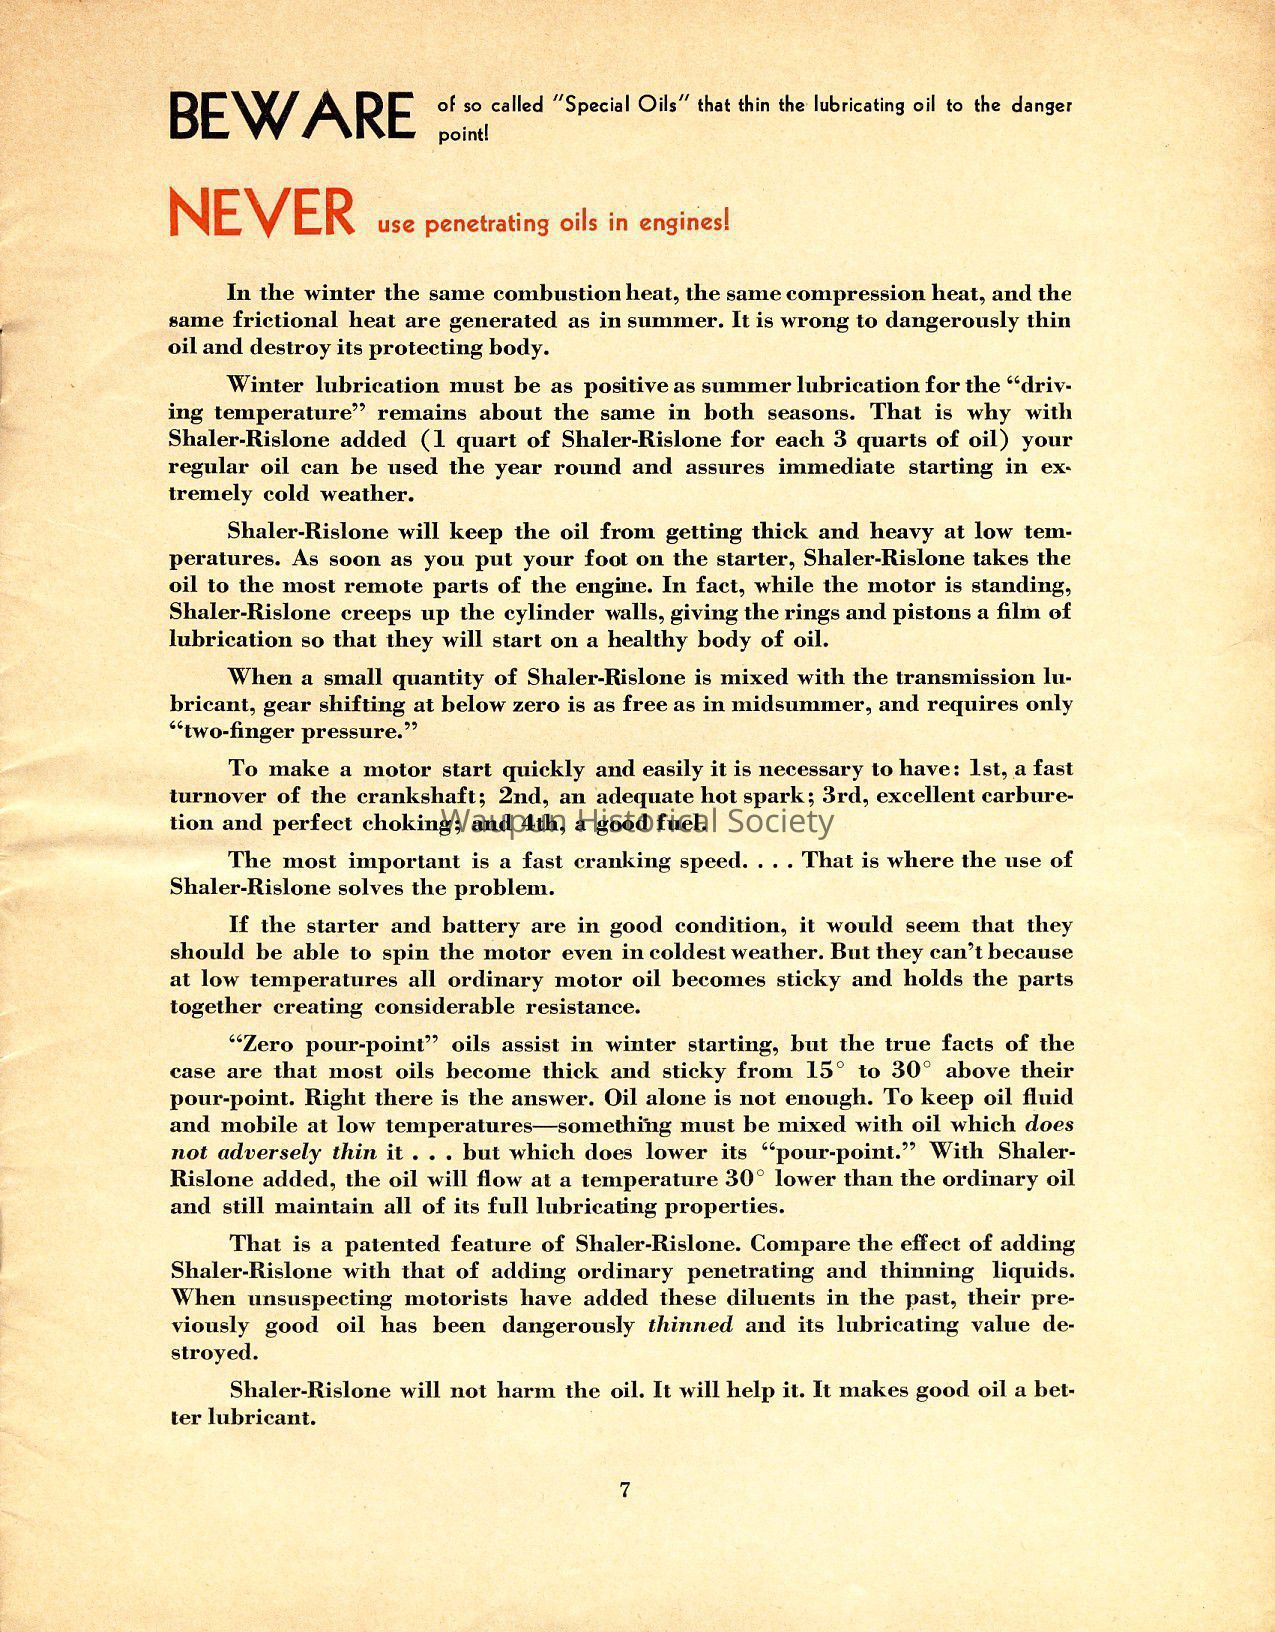 BEWARE of so called "Special Oils" that thin the lubricating oil to the danger
point!
NEVER use penetrating oils in engines!
In the winter the same combustion heat, the same compression heat, and the
same frictional heat are generated as in summer. It is wrong to dangerously thin
oil and destroy its protecting body.
Winter lubrication must be as positive as summer lubrication for the “driv-
ing temperature” remains about the same in both seasons. That is why with
Shaler-Rislone added (1 quart of Shaler-Rislone for each 3 quarts of oil) your
regular oil can be used the year round and assures immediate starting in ex-
tremely cold weather.
Shaler-Rislone will keep the oil from getting thick and heavy at low tem-
peratures. As soon as you put your foot on the starter, Shaler-Rislone takes the
oil to the most remote parts of the engine. In fact, while the motor is standing,
Shaler-Rislone creeps up the cylinder walls, giving the rings and pistons a film of
lubrication so that they will start on a healthy body of oil.
When a small quantity of Shaler-Rislone is mixed with the transmission lu-
bricant, gear shifting at below zero is as free as in midsummer, and requires only
“two-finger pressure.”
To make a motor start quickly and easily it is necessary to have: 1st, a fast
turnover of the crankshaft; 2nd, an adequate hot spark; 3rd, excellent carbure-
tion and perfect choking; and 4th, a good fuel.
Waupun Historical Society
The most important is a fast cranking speed. . . . That is where the use of
Shaler-Rislone solves the problem.
If the starter and battery are in good condition, it would seem that they
should be able to spin the motor even in coldest weather. But they can’t because
at low temperatures all ordinary motor oil becomes sticky and holds the parts
together creating considerable resistance.
“Zero pour-point” oils assist in winter starting, but the true facts of the
case are that most oils become thick and sticky from 15° to 30° above their
pour-point. Right there is the answer. Oil alone is not enough. To keep oil fluid
and mobile at low temperatures—something must be mixed with oil which does
not adversely thin it . . . but which does lower its “pour-point.” With Shaler-
Rislone added, the oil will flow at a temperature 30° lower than the ordinary oil
and still maintain all of its full lubricating properties.
That is a patented feature of Shaler-Rislone. Compare the effect of adding
Shaler-Rislone with that of adding ordinary penetrating and thinning liquids.
When unsuspecting motorists have added these diluents in the past, their pre-
viously good oil has been dangerously thinned and its lubricating value de-
stroyed.
Shaler-Rislone will not harm the oil. It will help it. It makes good oil a bet-
ter lubricant.
7